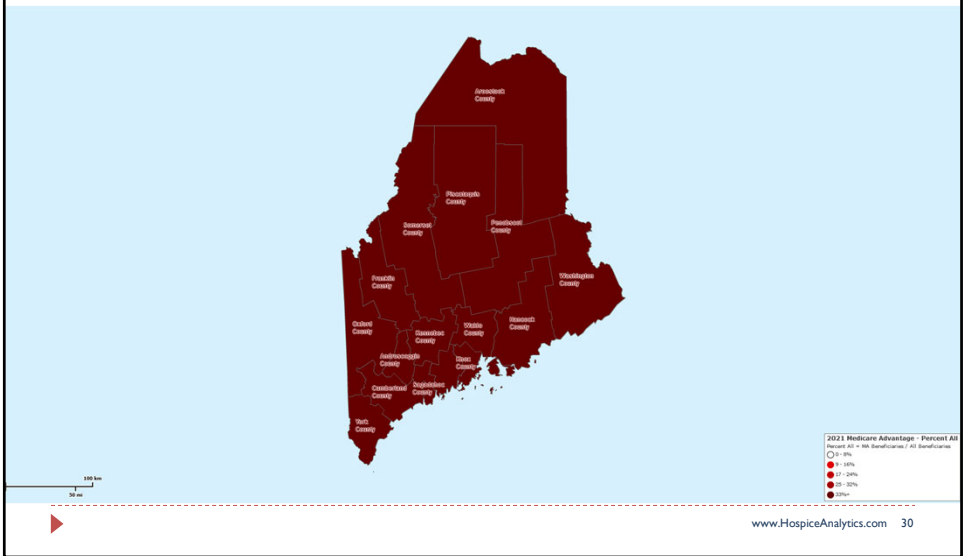 Aroostook
County
Piscataquis
County
Somerset
County
Penobscot
County
Franklin
County
Washington
County
Oxford
County
Kennebec
County
Waldo
County
Hancock
County
Androscoggin
County
Knox
County
Cumberland
County
Sagadahoc
County
York
County
2021 Medicare Advantage - Percent All
Percent All = MA Beneficiaries / All Beneficiaries
0 - 8%
9 - 16%
17 - 24%
25 - 32%
33%+
100 km
50 mi
www.HospiceAnalytics.com 30